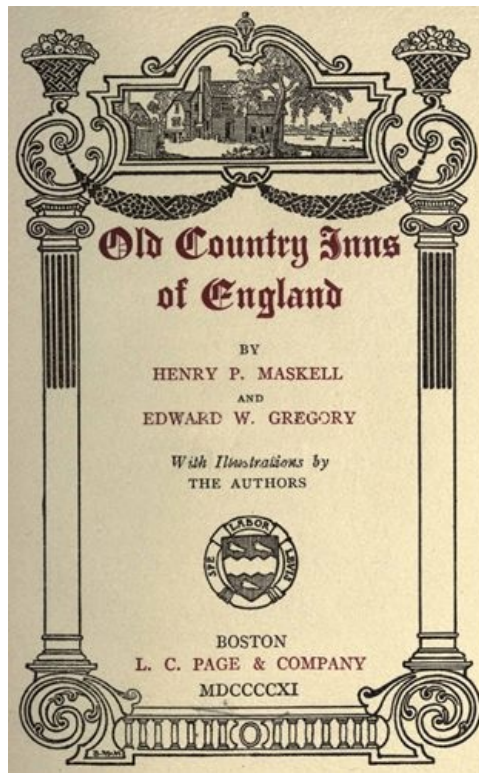 Old Country Inns
of England
BY
HENRY P. MASKELL
AND
EDWARD W. GREGORY
With Illustrations by
THE AUTHORS
SPE LABOR LEVIS
BOSTON
L. C. PAGE & COMPANY
MDCCCCXI